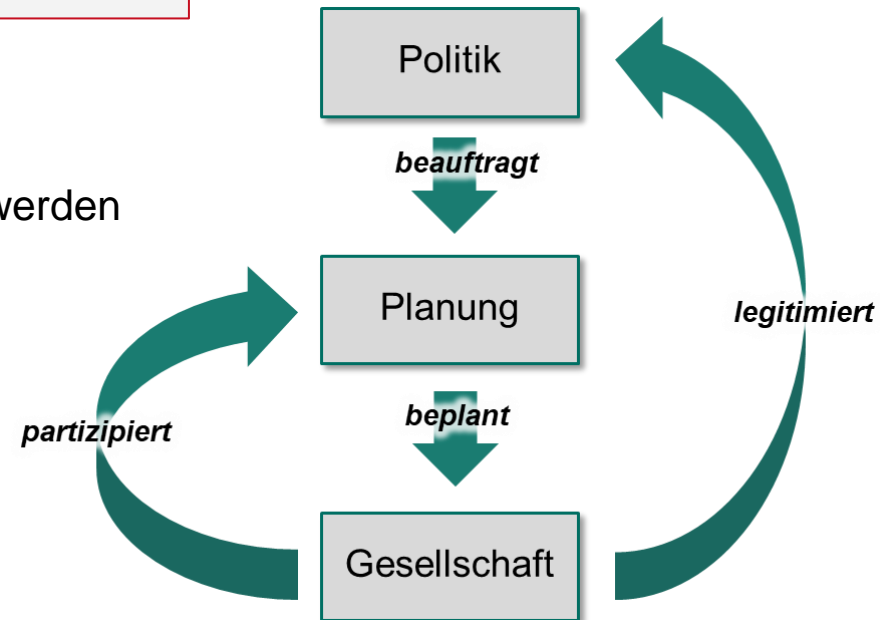 Politik
beauftragt
werden
Planung
legitimiert
beplant
partizipiert
Gesellschaft